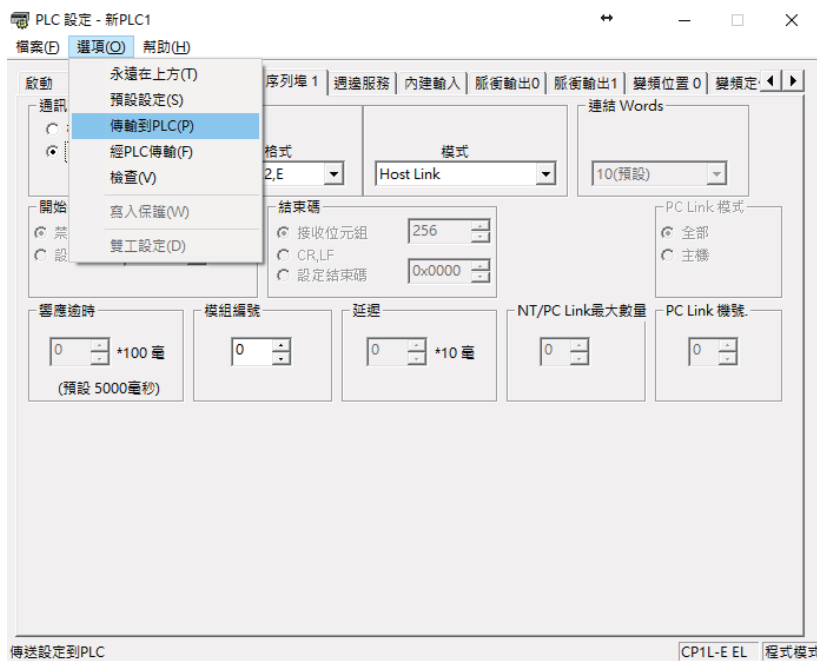 PLC 設定 - 新PLC1
檔案(F) 選項(O) 幫助(H)
永遠在上方(T)
預設設定(S)
傳輸到PLC(P)
經PLC傳輸(F)
檢查(V)
寫入保護(W)
雙工設定(D)
啟動 序列埠 1 週邊服務 內建輸入 脈衝輸出0 脈衝輸出1 變頻位置 0 變頻定
通訊 連結 Words
格式 模式
2,E Host Link 10(預設)
開始 結束碼 PC Link 模式
禁 接收位元組 256 全部
設 CR,LF 主機
設定結束碼 0x0000
響應逾時 模組編號 延遲 NT/PC Link最大數量 PC Link 機號.
0 *100 毫 0 0 *10 毫 0 0
(預設 5000毫秒)
傳送設定到PLC CP1L-E EL 程式模式